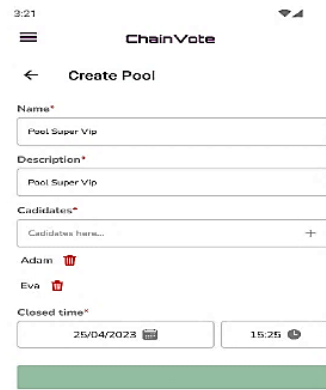 3:21
ChainVote
Create Pool
Name*
Pool Super Vip
Description*
Pool Super Vip
Cadidates*
Cadidates here...
Adam
Eva
Closed time*
25/04/2023 15:25